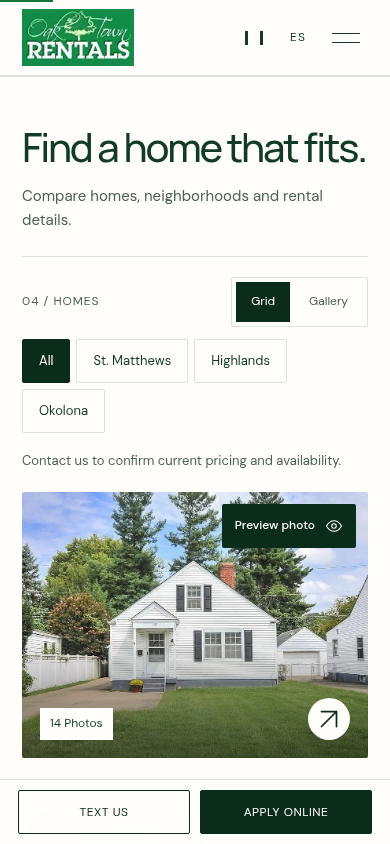 Oak Town
RENTALS
ES
Find a home that fits.
Compare homes, neighborhoods and rental
details.
04 / HOMES
Grid
Gallery
All
St. Matthews
Highlands
Okolona
Contact us to confirm current pricing and availability.
Preview photo
14 Photos
TEXT US
APPLY ONLINE